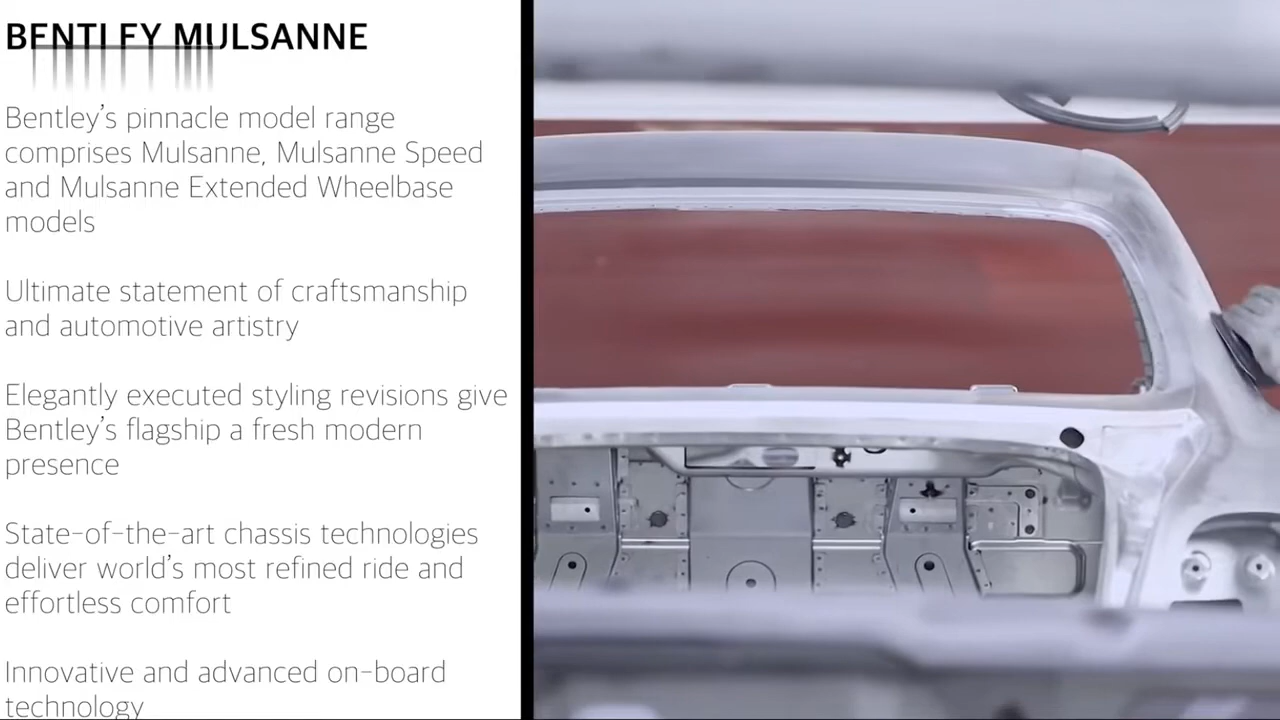 BENTLEY MULSANNE
Bentley's pinnacle model range
comprises Mulsanne, Mulsanne Speed
and Mulsanne Extended Wheelbase
models
Ultimate statement of craftsmanship
and automotive artistry
Elegantly executed styling revisions give
Bentley's flagship a fresh modern
presence
State-of-the-art chassis technologies
deliver world's most refined ride and
effortless comfort
Innovative and advanced on-board
technology